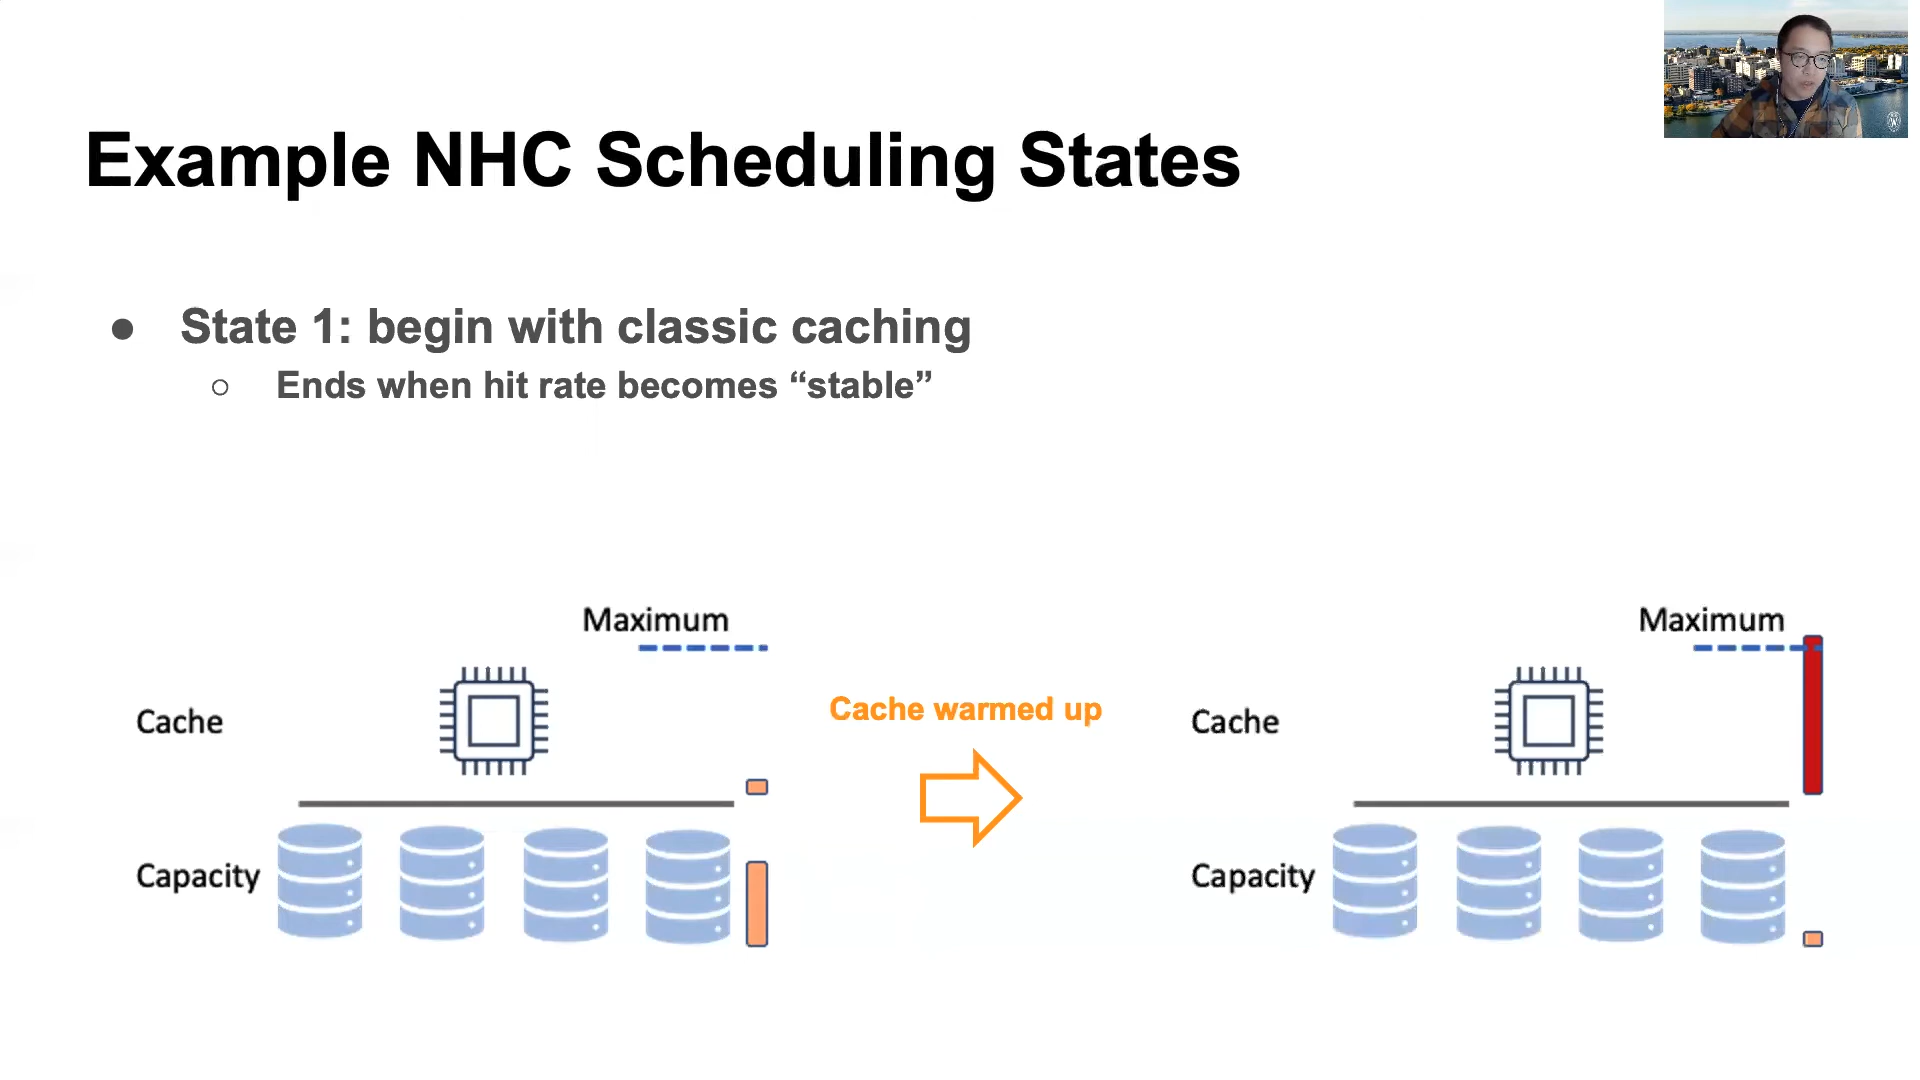 Example NHC Scheduling States
State 1: begin with classic caching
Ends when hit rate becomes “stable”
Maximum
Cache
Capacity
Cache warmed up
Maximum
Cache
Capacity